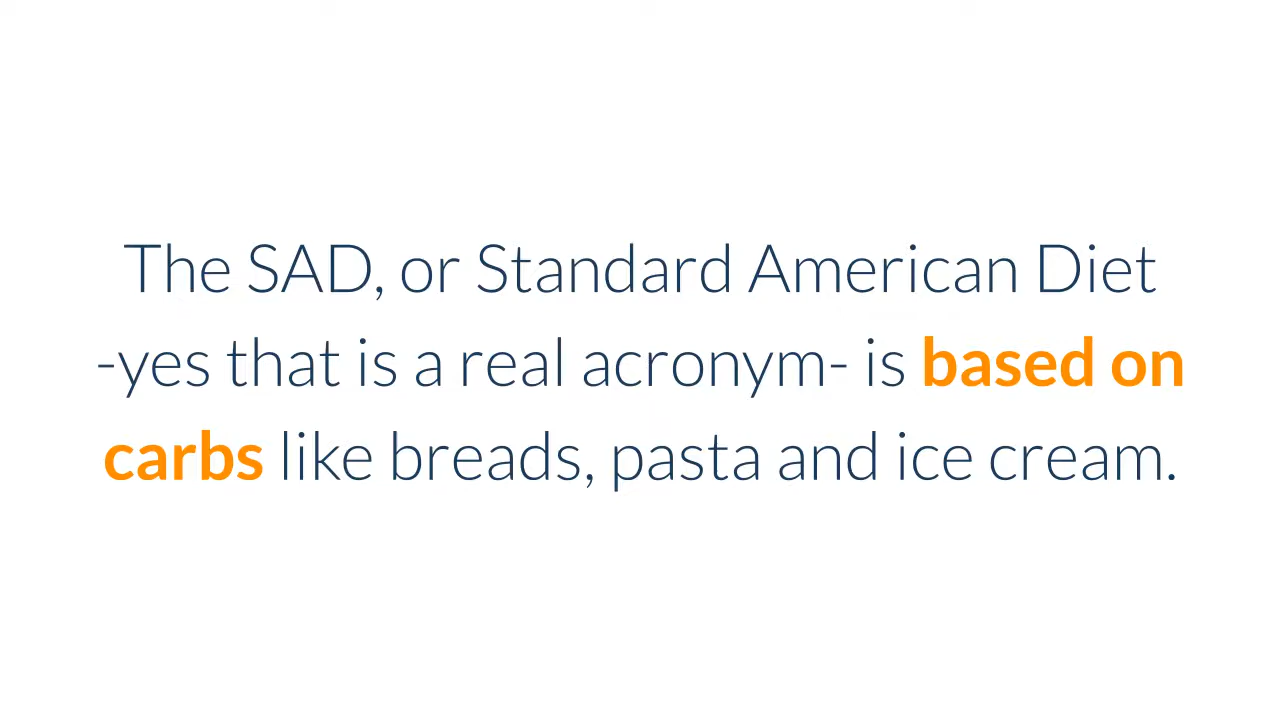 The SAD, or Standard American Diet
-yes that is a real acronym- is based on
carbs like breads, pasta and ice cream.